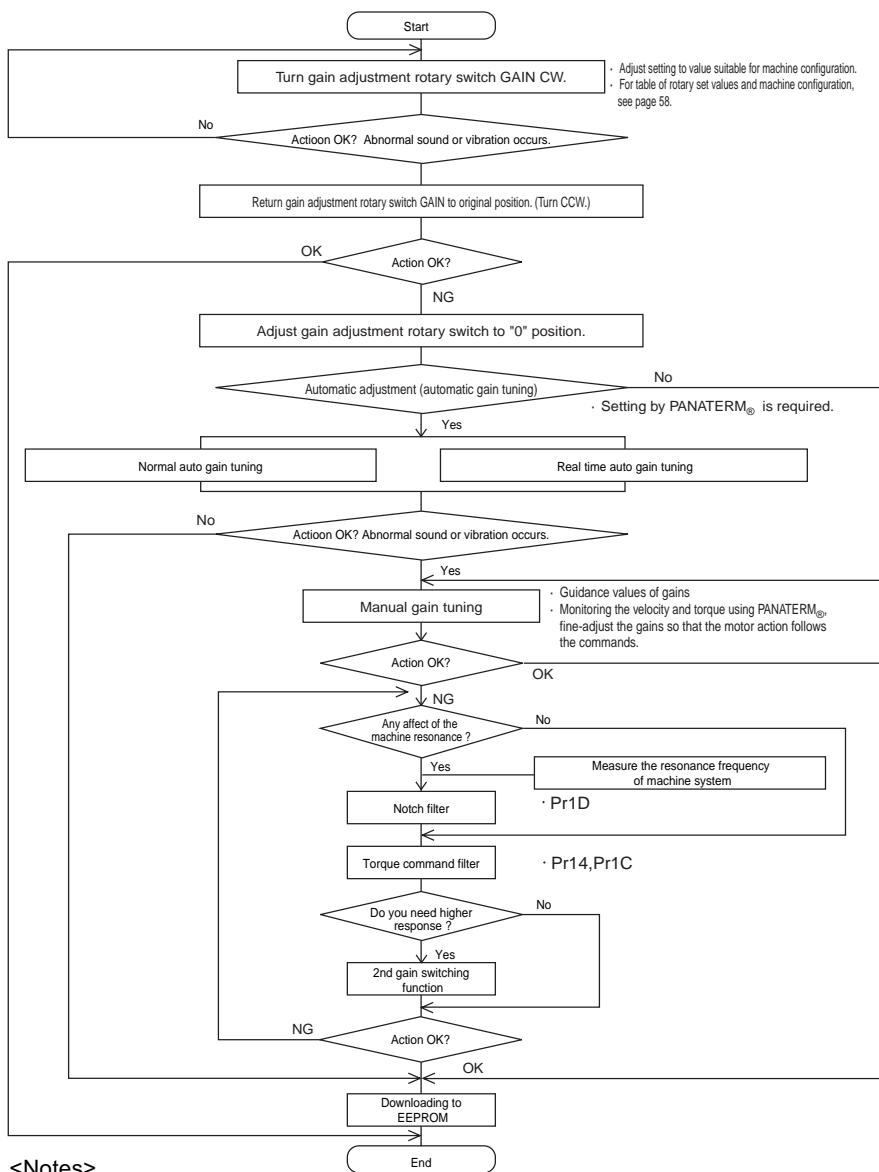 Start
Turn gain adjustment rotary switch GAIN CW.
· Adjust setting to value suitable for machine configuration.
· For table of rotary set values and machine configuration,
see page 58.
No
Actioon OK? Abnormal sound or vibration occurs.
Return gain adjustment rotary switch GAIN to original position. (Turn CCW.)
OK
Action OK?
NG
Adjust gain adjustment rotary switch to "0" position.
Automatic adjustment (automatic gain tuning)
No
· Setting by PANATERM® is required.
Yes
Normal auto gain tuning
Real time auto gain tuning
No
Actioon OK? Abnormal sound or vibration occurs.
Yes
Manual gain tuning
· Guidance values of gains
· Monitoring the velocity and torque using PANATERM®,
fine-adjust the gains so that the motor action follows
the commands.
Action OK?
OK
NG
Any affect of the
machine resonance ?
No
Yes
Measure the resonance frequency
of machine system
Notch filter
· Pr1D
Torque command filter
· Pr14,Pr1C
Do you need higher
response ?
No
Yes
2nd gain switching
function
NG
Action OK?
OK
Downloading to
EEPROM
End
<Notes>